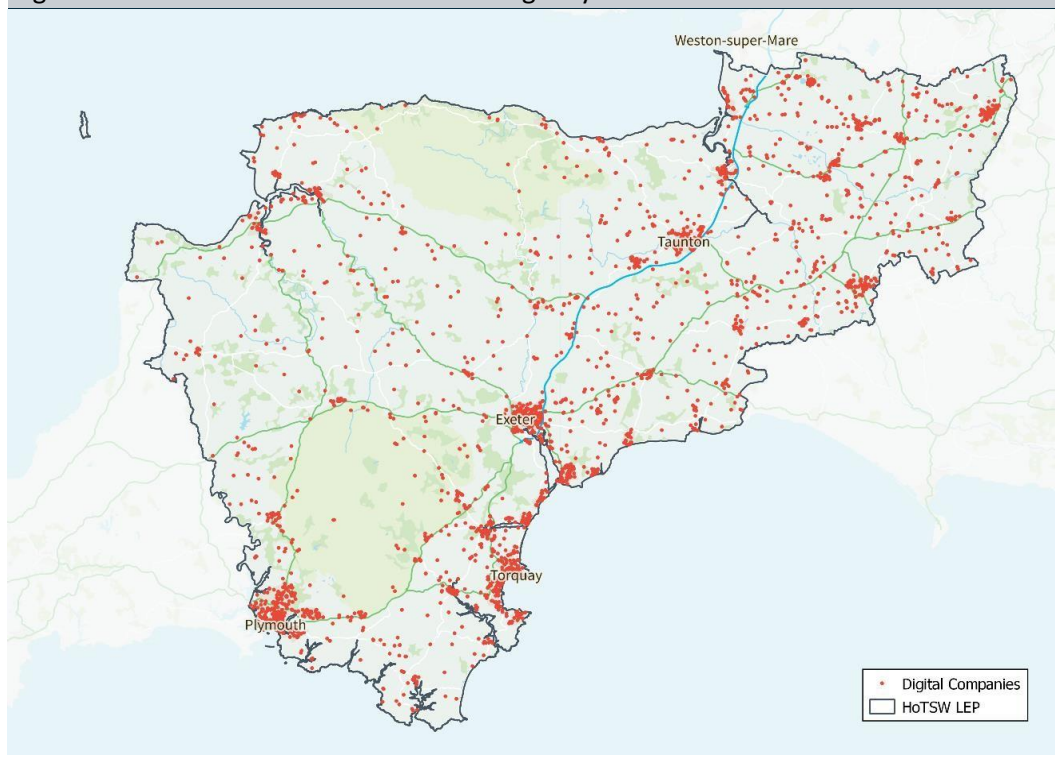 Weston-super-Mare
Taunton
Exeter
Torquay
Plymouth
Digital Companies
HoTSW LEP